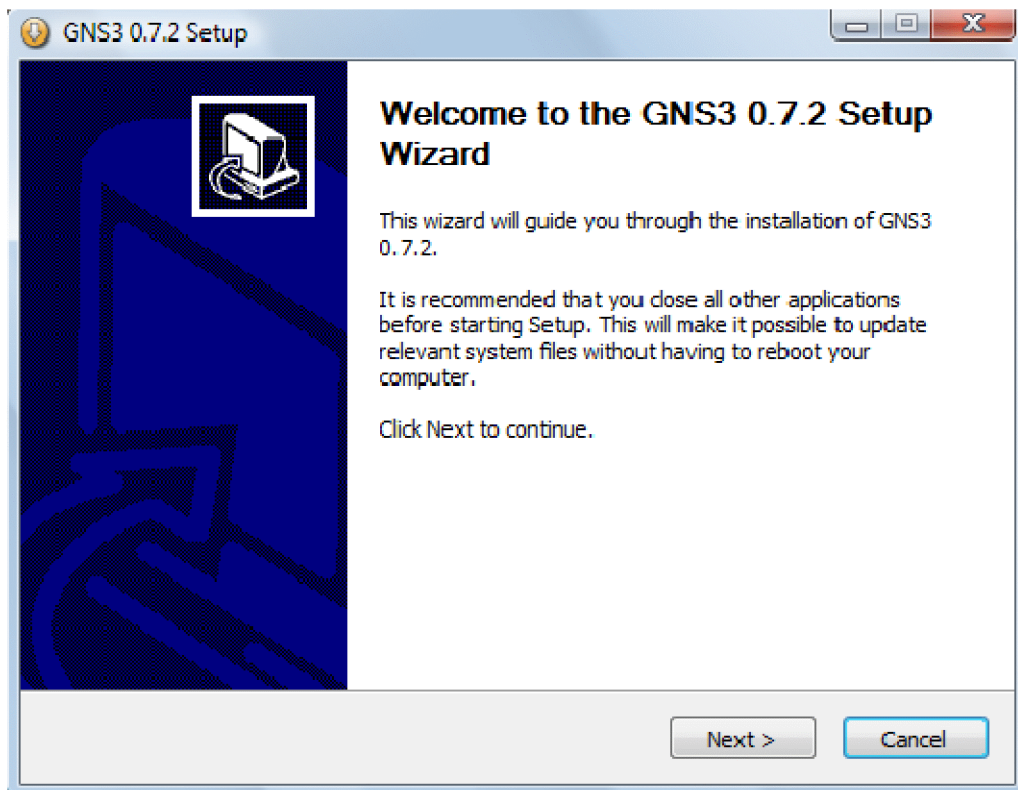 GNS3 0.7.2 Setup
Welcome to the GNS3 0.7.2 Setup
Wizard
This wizard will guide you through the installation of GNS3
0.7.2.
It is recommended that you close all other applications
before starting Setup. This will make it possible to update
relevant system files without having to reboot your
computer.
Click Next to continue.
Next >
Cancel